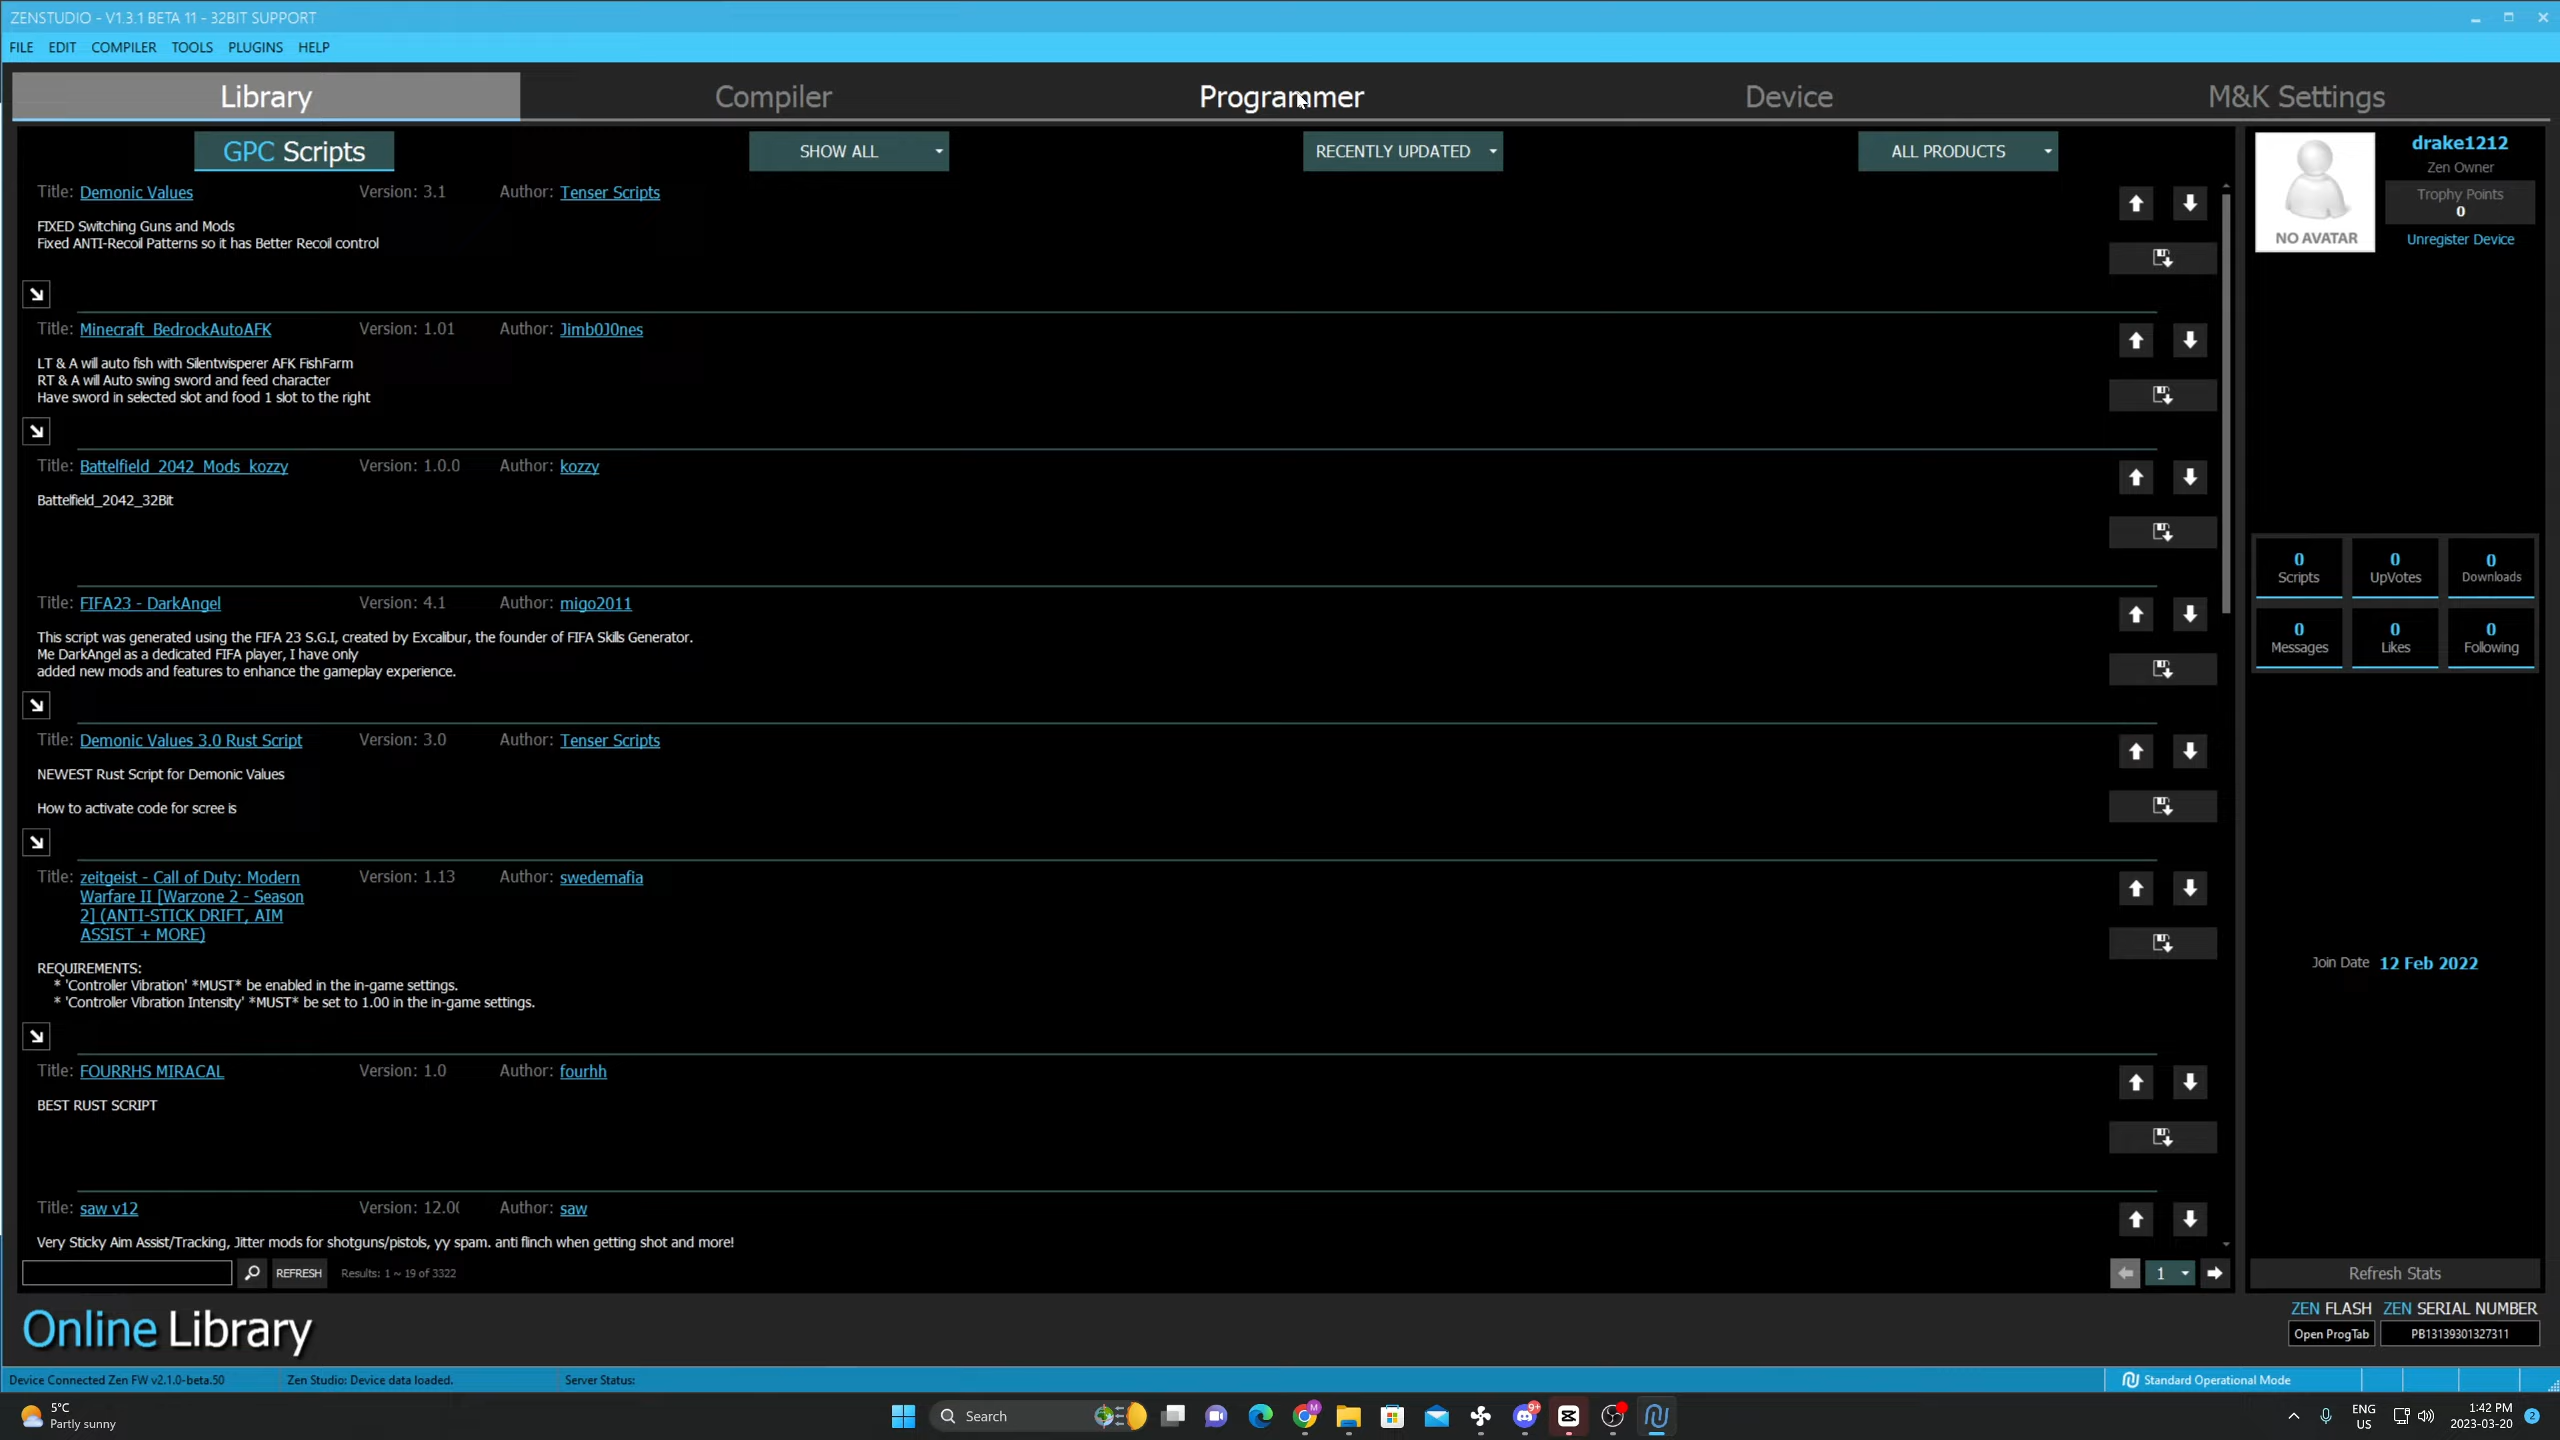 ZENSTUDIO - V1.3.1 BETA 11 - 32BIT SUPPORT
FILE EDIT COMPILER TOOLS PLUGINS HELP
Library Compiler Programmer Device M&K Settings
GPC Scripts SHOW ALL RECENTLY UPDATED ALL PRODUCTS
Title: Demonic Values Version: 3.1 Author: Tenser Scripts
FIXED Switching Guns and Mods
Fixed ANTI-Recoil Patterns so it has Better Recoil control
Title: Minecraft_BedrockAutoAFK Version: 1.01 Author: Jimb0J0nes
LT & A will auto fish with Silentwisperer AFK FishFarm
RT & A will Auto swing sword and feed character
Have sword in selected slot and food 1 slot to the right
Title: Battelfield_2042_Mods_kozzy Version: 1.0.0 Author: kozzy
Battelfield_2042_32Bit
Title: FIFA23 - DarkAngel Version: 4.1 Author: migo2011
This script was generated using the FIFA 23 S.G.I, created by Excalibur, the founder of FIFA Skills Generator.
Me DarkAngel as a dedicated FIFA player, I have only
added new mods and features to enhance the gameplay experience.
Title: Demonic Values 3.0 Rust Script Version: 3.0 Author: Tenser Scripts
NEWEST Rust Script for Demonic Values
How to activate code for scree is
Title: zeitgeist - Call of Duty: Modern Version: 1.13 Author: swedemafia
Warfare II [Warzone 2 - Season
2] (ANTI-STICK DRIFT, AIM
ASSIST + MORE)
REQUIREMENTS:
* 'Controller Vibration' *MUST* be enabled in the in-game settings.
* 'Controller Vibration Intensity' *MUST* be set to 1.00 in the in-game settings.
Title: FOURRHS MIRACAL Version: 1.0 Author: fourhh
BEST RUST SCRIPT
Title: saw v12 Version: 12.0 Author: saw
Very Sticky Aim Assist/Tracking, Jitter mods for shotguns/pistols, yy spam. anti flinch when getting shot and more!
REFRESH Results: 1 ~ 19 of 3322 1
Online Library
NO AVATAR
drake1212
Zen Owner
Trophy Points
0
Unregister Device
0 0 0
Scripts UpVotes Downloads
0 0 0
Messages Likes Following
Join Date 12 Feb 2022
Refresh Stats
ZEN FLASH ZEN SERIAL NUMBER
Open ProgTab PB13139301327311
Device Connected Zen FW v2.1.0-beta.50 Zen Studio: Device data loaded. Server Status: Standard Operational Mode
5°C
Partly sunny
Search
M
9+
ENG
US
1:42 PM
2023-03-20
2